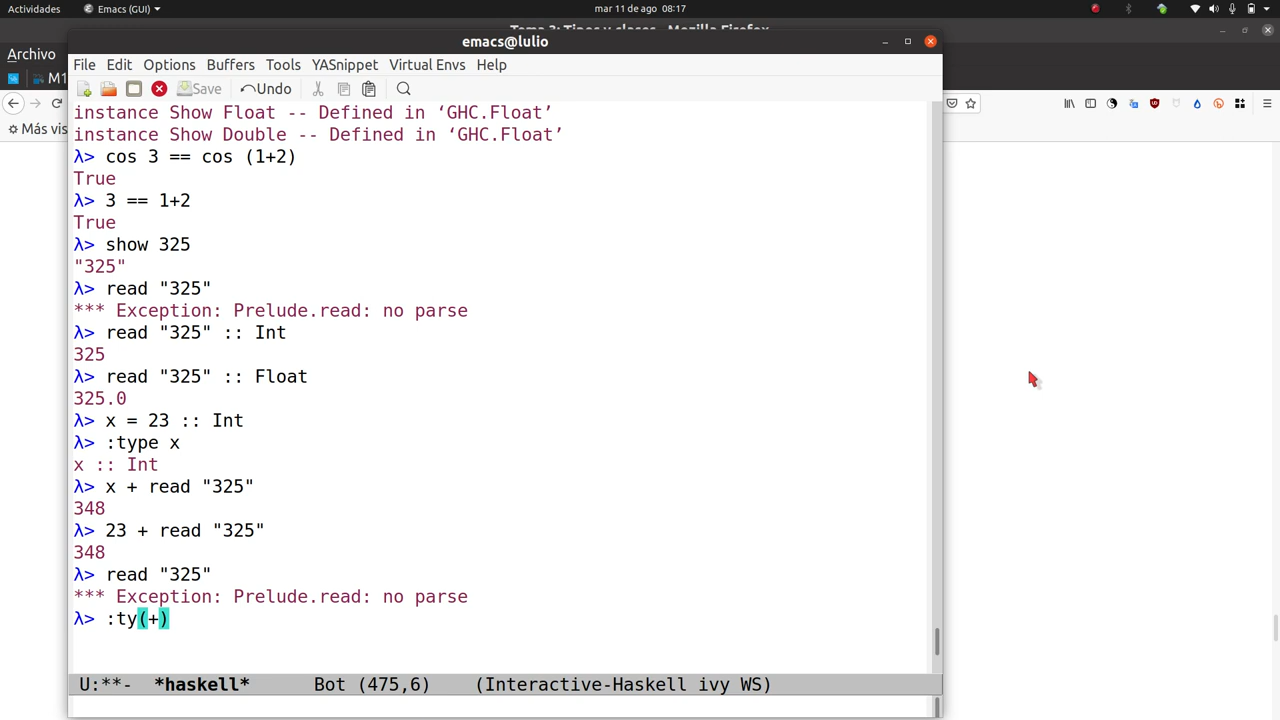 Actividades
Emacs (GUI)
mar 11 de ago 08:17
emacs@lulio
Archivo
File Edit Options Buffers Tools YASnippet Virtual Envs Help
M1
Save Undo
Más vis
instance Show Float -- Defined in ‘GHC.Float’
instance Show Double -- Defined in ‘GHC.Float’
λ> cos 3 == cos (1+2)
True
λ> 3 == 1+2
True
λ> show 325
"325"
λ> read "325"
*** Exception: Prelude.read: no parse
λ> read "325" :: Int
325
λ> read "325" :: Float
325.0
λ> x = 23 :: Int
λ> :type x
x :: Int
λ> x + read "325"
348
λ> 23 + read "325"
348
λ> read "325"
*** Exception: Prelude.read: no parse
λ> :ty(+)
U:**- *haskell* Bot (475,6) (Interactive-Haskell ivy WS)